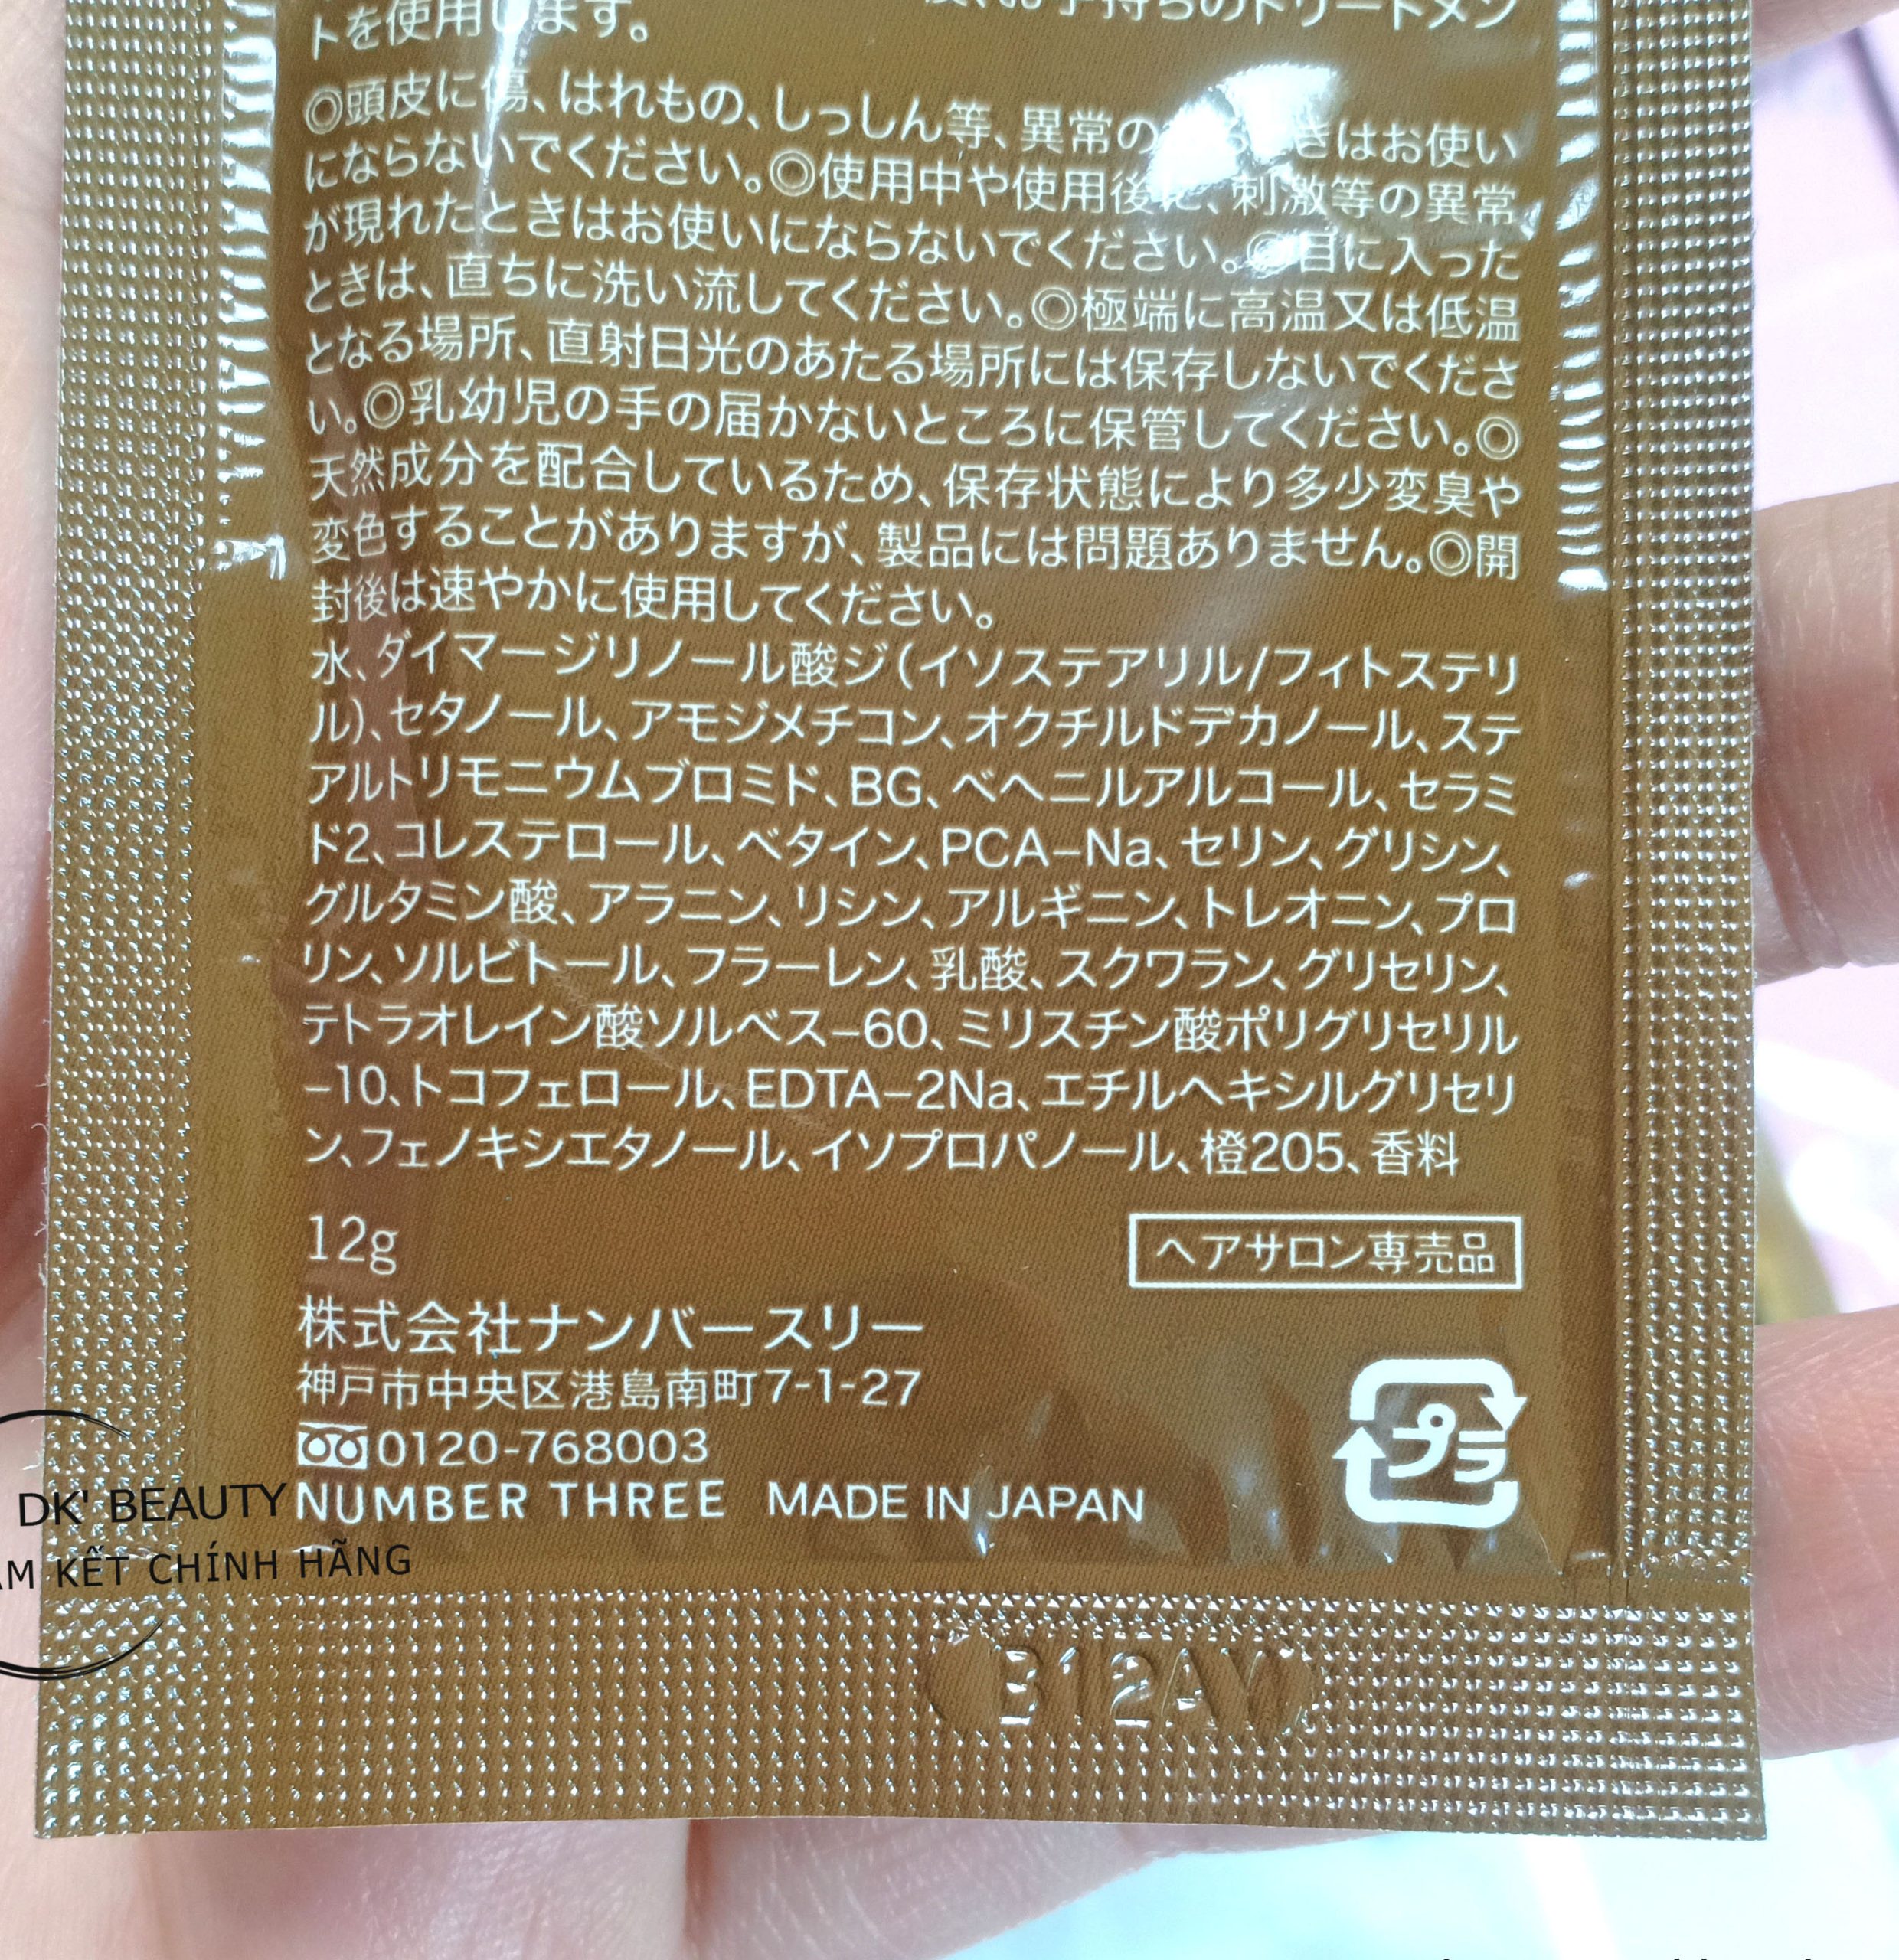 お手持ちのトリートメン
トを使用します。
◎頭皮に傷、はれもの、しっしん等、異常の きはお使い
にならないでください。◎使用中や使用後に、刺激等の異常
が現れたときはお使いにならないでください。◎目に入った
ときは、直ちに洗い流してください。◎極端に高温又は低温
となる場所、直射日光のあたる場所には保存しないでくださ
い。◎乳幼児の手の届かないところに保管してください。◎
天然成分を配合しているため、保存状態により多少変臭や
変色することがありますが、製品には問題ありません。◎開
封後は速やかに使用してください。
水、ダイマージリノール酸ジ(イソステアリル/フィトステリ
ル)、セタノール、アモジメチコン、オクチルドデカノール、ステ
アルトリモニウムブロミド、BG、ベヘニルアルコール、セラミ
ド2、コレステロール、ベタイン、PCA-Na、セリン、グリシン、
グルタミン酸、アラニン、リシン、アルギニン、トレオニン、プロ
リン、ソルビトール、フラーレン、乳酸、スクワラン、グリセリン、
テトラオレイン酸ソルベス-60、ミリスチン酸ポリグリセリル
-10、トコフェロール、EDTA-2Na、エチルヘキシルグリセリ
ン、フェノキシエタノール、イソプロパノール、橙205、香料
12g
ヘアサロン専売品
株式会社ナンバースリー
神戸市中央区港島南町7-1-27
0120-768003
NUMBER THREE MADE IN JAPAN
プラ
DK' BEAUTY
KẾT CHÍNH HÃNG
B12AY